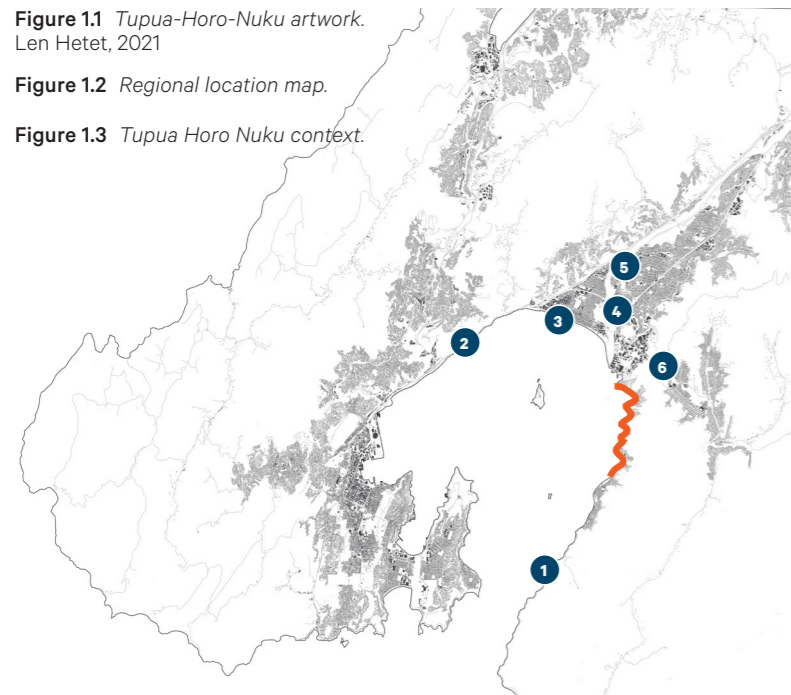 Figure 1.1 Tupua-Horo-Nuku artwork.
Len Hetet, 2021
Figure 1.2 Regional location map.
Figure 1.3 Tupua Horo Nuku context.
5
4
3
2
6
1